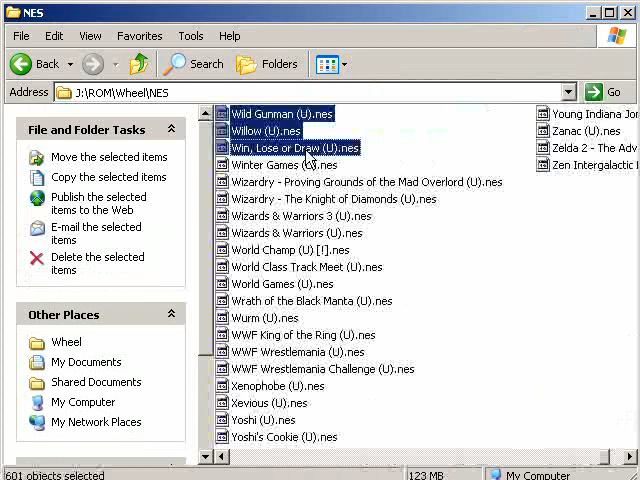 NES
File Edit View Favorites Tools Help
Back Search Folders
Address J:\ROM\Wheel\NES Go
File and Folder Tasks
Move the selected items
Copy the selected items
Publish the selected
items to the Web
E-mail the selected
items
Delete the selected
items
Other Places
Wheel
My Documents
Shared Documents
My Computer
My Network Places
Wild Gunman (U).nes
Willow (U).nes
Win, Lose or Draw (U).nes
Winter Games (U).nes
Wizardry - Proving Grounds of the Mad Overlord (U).nes
Wizardry - The Knight of Diamonds (U).nes
Wizards & Warriors 3 (U).nes
Wizards & Warriors (U).nes
World Champ (U) [!].nes
World Class Track Meet (U).nes
World Games (U).nes
Wrath of the Black Manta (U).nes
Wurm (U).nes
WWF King of the Ring (U).nes
WWF Wrestlemania (U).nes
WWF Wrestlemania Challenge (U).nes
Xenophobe (U).nes
Xevious (U).nes
Yoshi (U).nes
Yoshi's Cookie (U).nes
Young Indiana Jon
Zanac (U).nes
Zelda 2 - The Adv
Zen Intergalactic
601 objects selected 123 MB My Computer